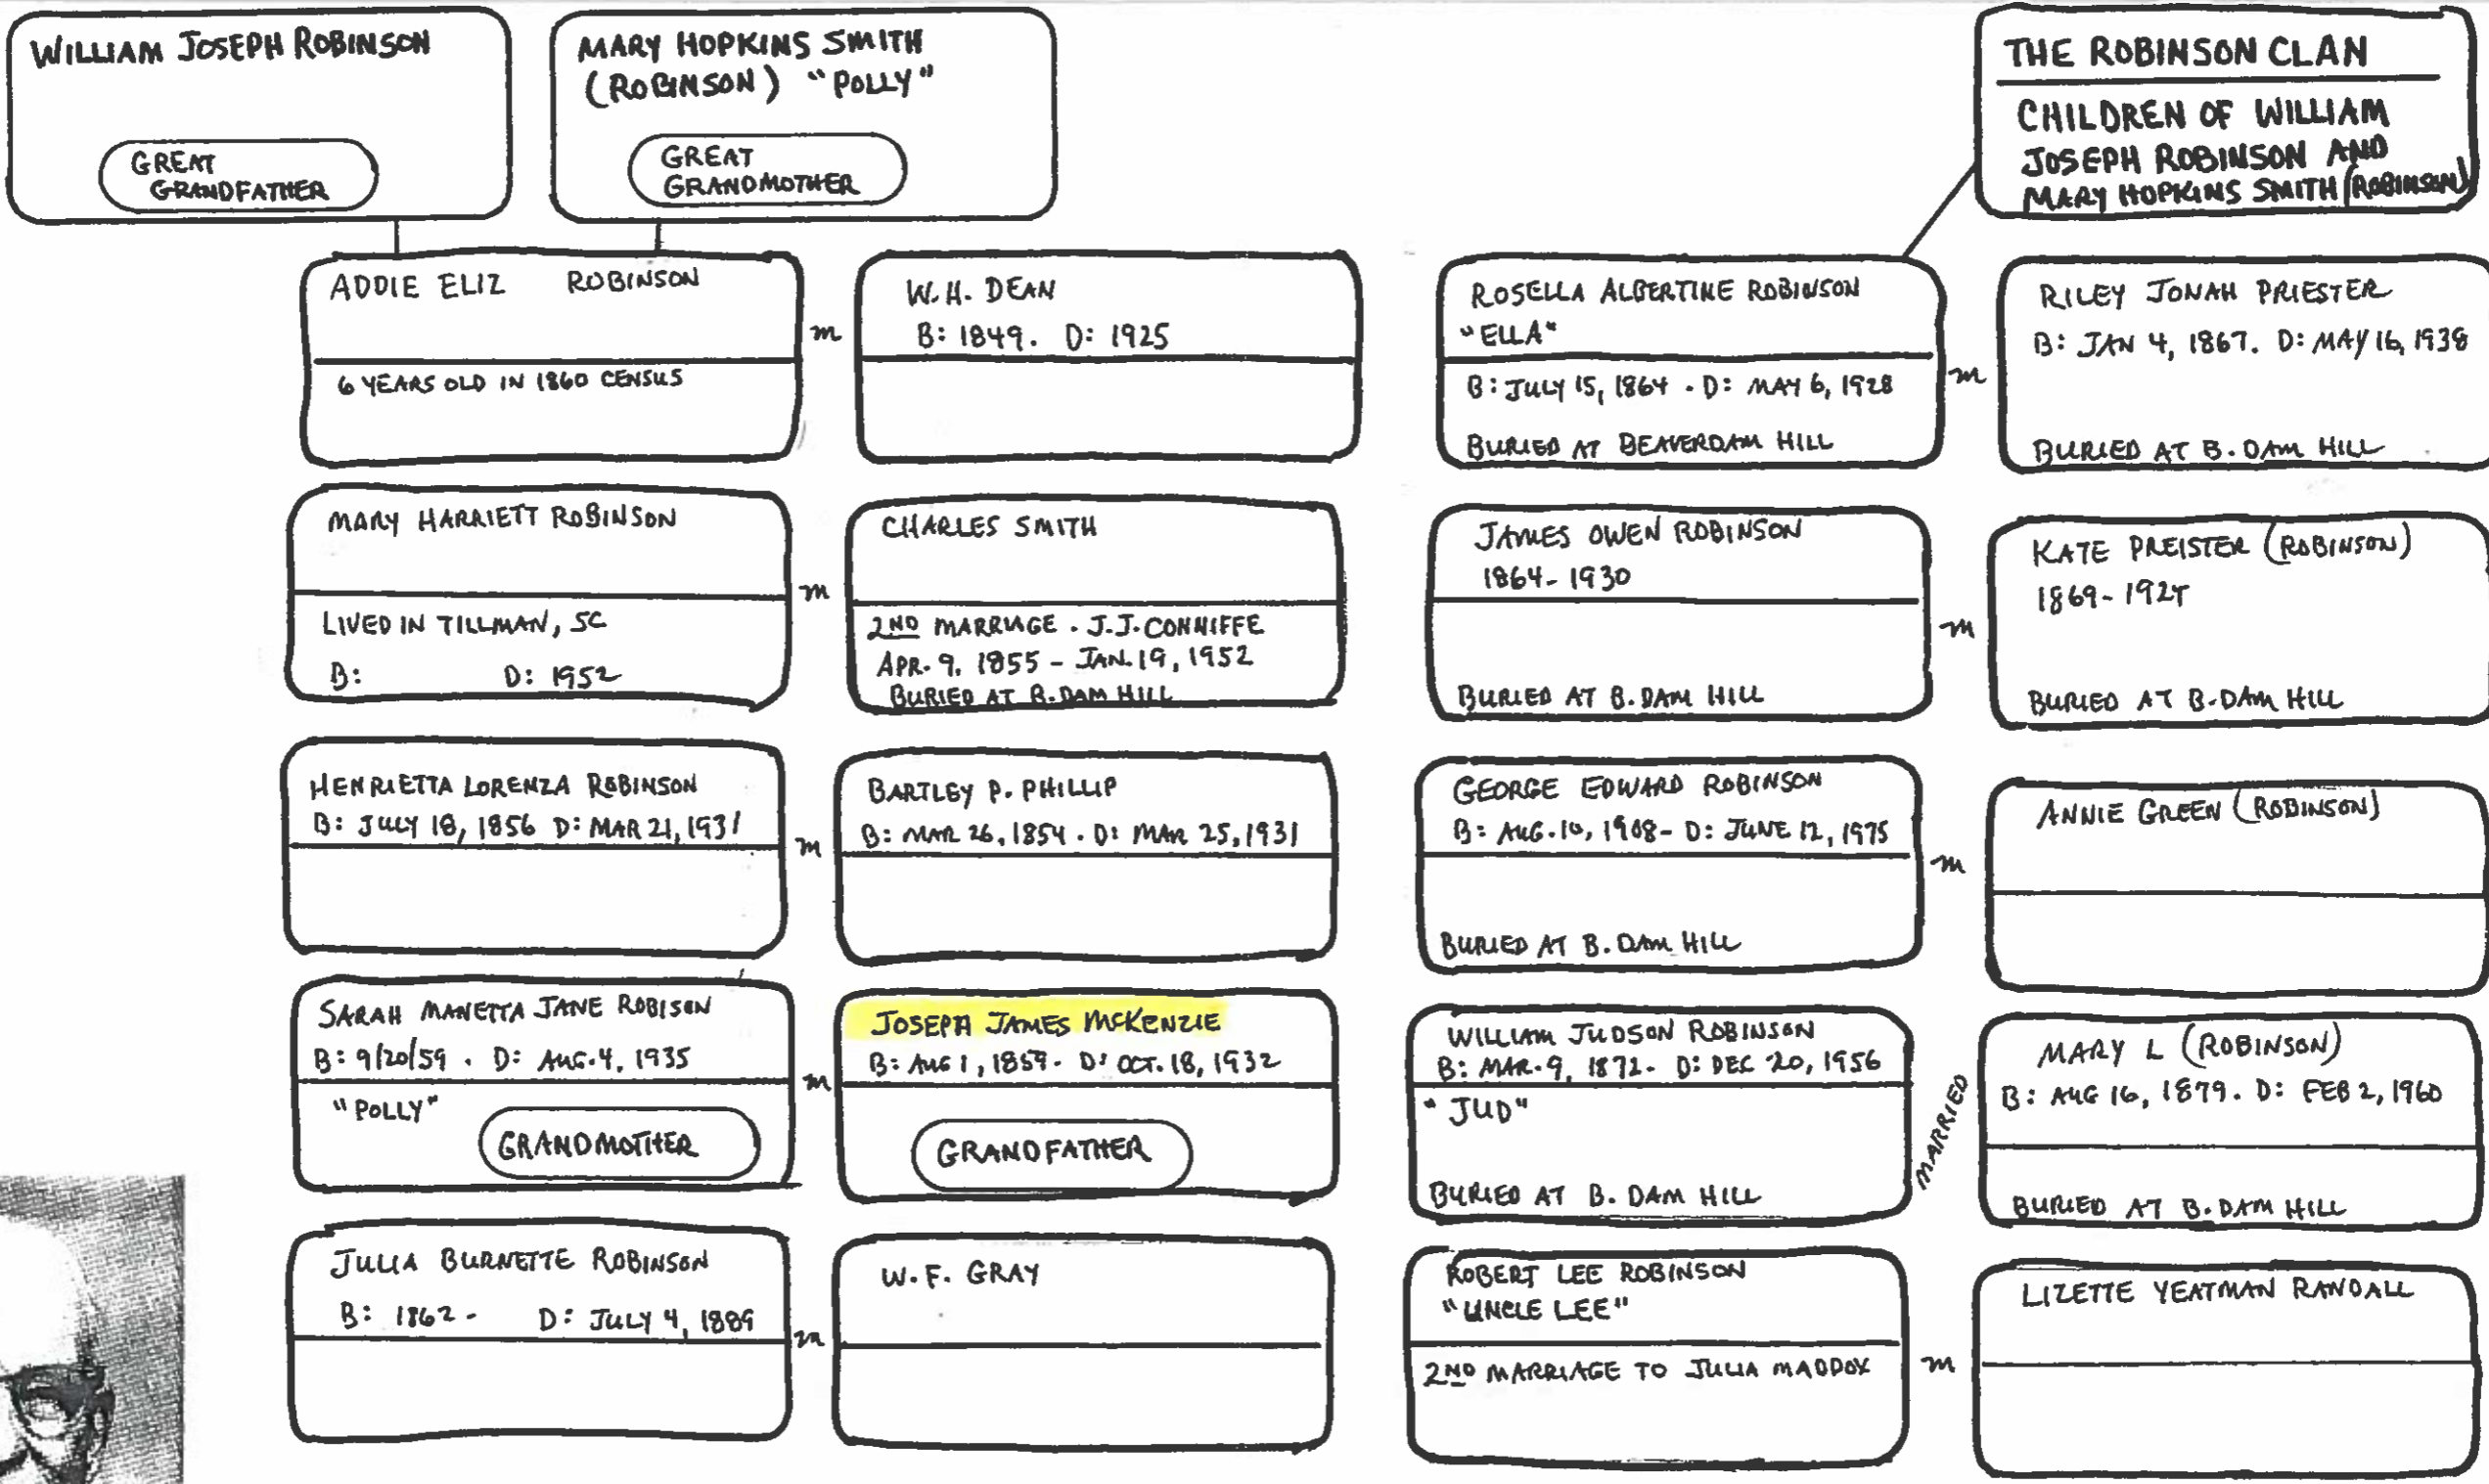 WILLIAM JOSEPH ROBINSON
GREAT
GRANDFATHER
MARY HOPKINS SMITH
(ROBINSON) "POLLY"
GREAT
GRANDMOTHER
THE ROBINSON CLAN
CHILDREN OF WILLIAM
JOSEPH ROBINSON AND
MARY HOPKINS SMITH (ROBINSON)
ADDIE ELIZ ROBINSON
6 YEARS OLD IN 1860 CENSUS
m
W.H. DEAN
B: 1849. D: 1925
MARY HARRIETT ROBINSON
LIVED IN TILLMAN, SC
B: D: 1952
m
CHARLES SMITH
2ND MARRIAGE . J.J. CONNIFFE
APR. 9, 1855 - JAN. 19, 1952
BURIED AT B. DAM HILL
HENRIETTA LORENZA ROBINSON
B: JULY 18, 1856 D: MAR 21, 1931
m
BARTLEY P. PHILLIP
B: MAR 26, 1854 . D: MAR 25, 1931
SARAH MANETTA JANE ROBISON
B: 9/20/59 . D: AUG. 4, 1935
"POLLY"
GRANDMOTHER
m
JOSEPH JAMES MCKENZIE
B: AUG 1, 1859 - D: OCT. 18, 1932
GRANDFATHER
JULIA BURNETTE ROBINSON
B: 1862 - D: JULY 4, 1889
m
W. F. GRAY
ROSELLA ALBERTINE ROBINSON
"ELLA"
B: JULY 15, 1864 - D: MAY 6, 1928
BURIED AT BEAVERDAM HILL
m
RILEY JONAH PRIESTER
B: JAN 4, 1867. D: MAY 16, 1938
BURIED AT B. DAM HILL
JAMES OWEN ROBINSON
1864-1930
BURIED AT B. DAM HILL
m
KATE PREISTER (ROBINSON)
1869-
BURIED AT B. DAM HILL
GEORGE EDWARD ROBINSON
B: AUG. 10, 1908 - D: JUNE 12, 1975
BURIED AT B. DAM HILL
m
ANNIE GREEN (ROBINSON)
WILLIAM JUDSON ROBINSON
B: MAR. 9, 1872 - D: DEC 20, 1956
"JUD"
BURIED AT B. DAM HILL
MARRIED
MARY L (ROBINSON)
B: AUG 16, 1879. D: FEB 2, 1960
BURIED AT B. DAM HILL
ROBERT LEE ROBINSON
"UNCLE LEE"
2ND MARRIAGE TO JULIA MADDOX
m
LIZETTE YEATMAN RANDALL